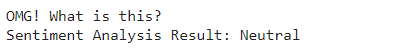 OMG! What is this?
Sentiment Analysis Result: Neutral